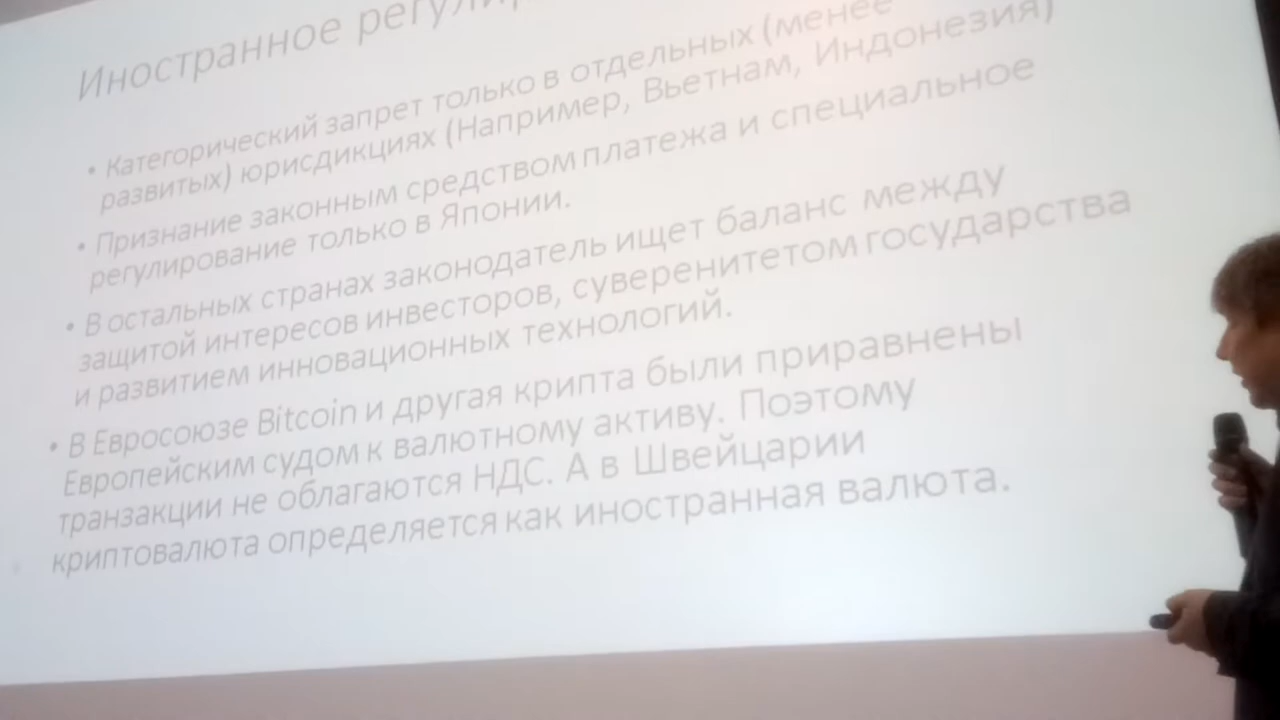 Иностранное
• Категорический запрет только в отдельных (менее
развитых) юрисдикциях (Например, Вьетнам, Индонезия)
• Признание законным средством платежа и специальное
регулирование только в Японии.
• В остальных странах законодатель ищет баланс между
защитой интересов инвесторов, суверенитетом государства
и развитием инновационных технологий.
• В Евросоюзе Bitcoin и другая крипта были приравнены
Европейским судом к валютному активу. Поэтому
транзакции не облагаются НДС. А в Швейцарии
криптовалюта определяется как иностранная валюта.